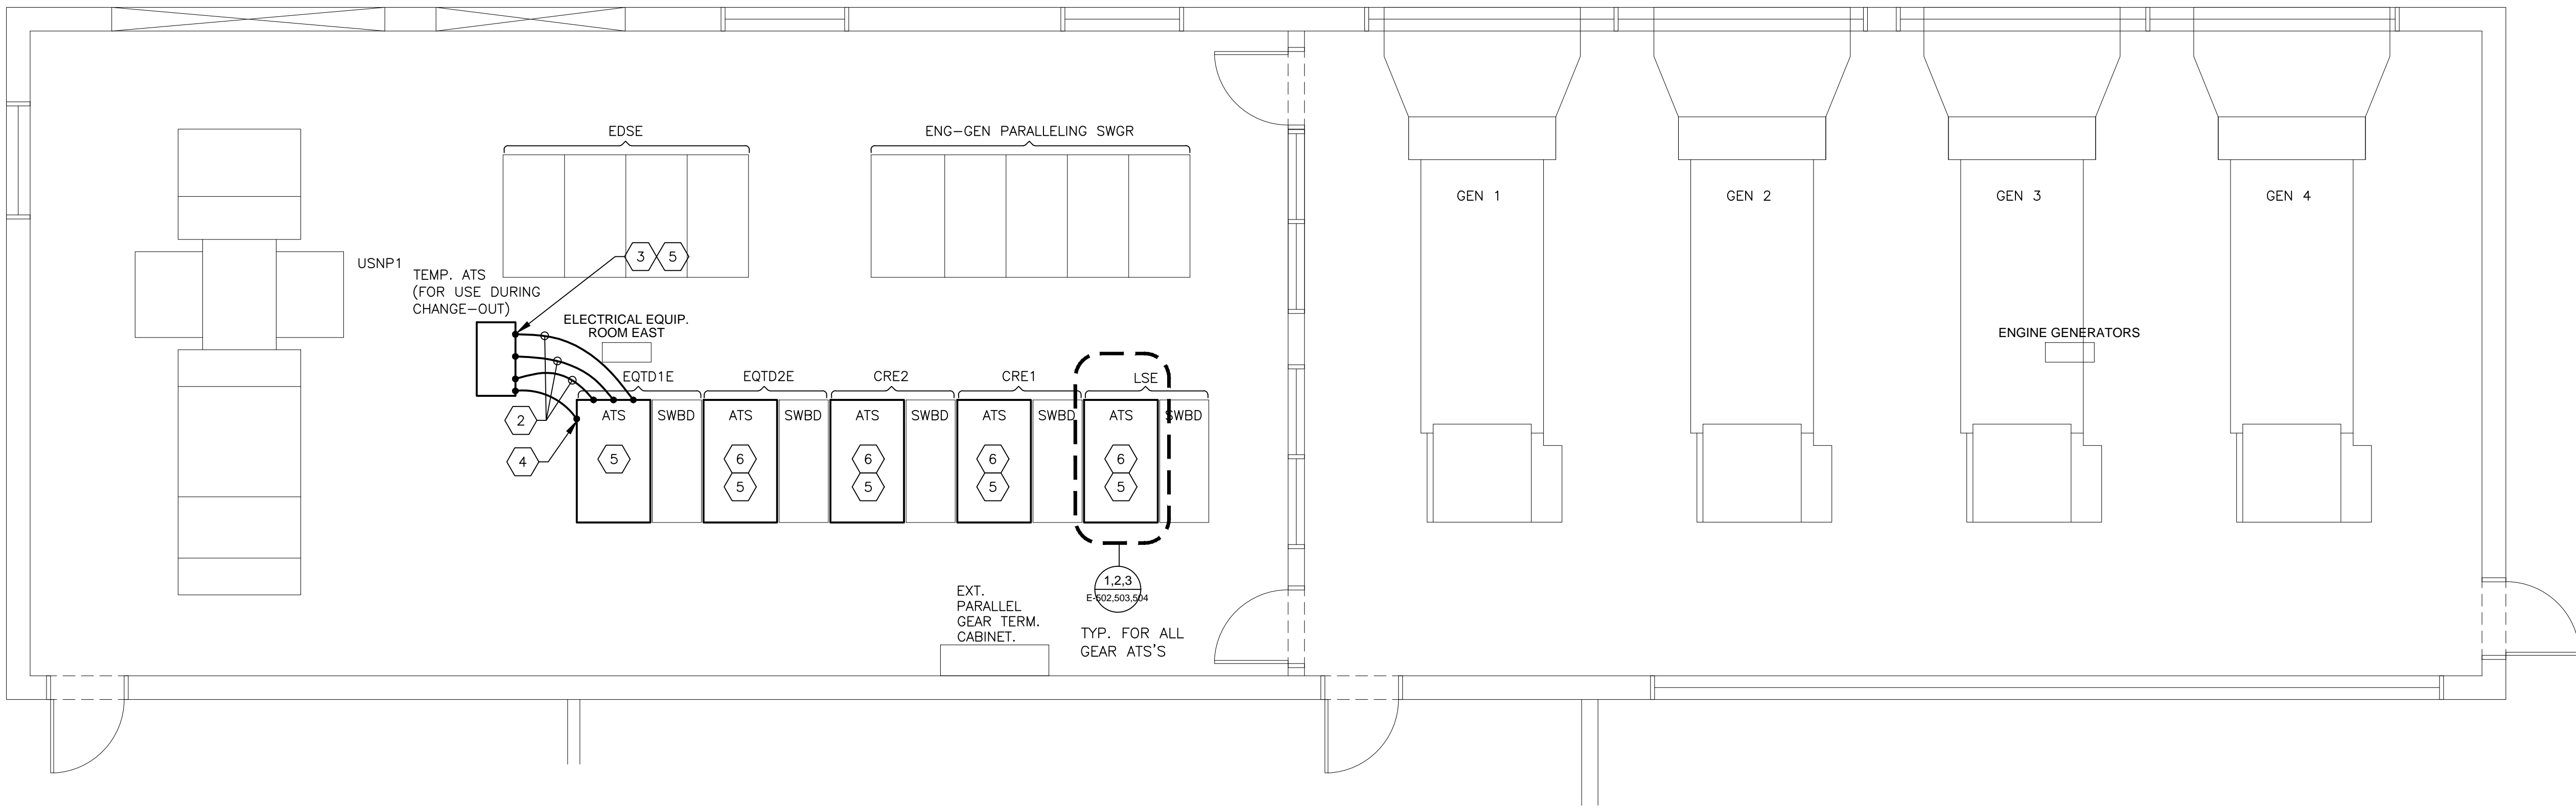 EDSE
ENG-GEN PARALLELING SWGR
GEN 1
GEN 2
GEN 3
GEN 4
3
5
USNP1
TEMP. ATS
(FOR USE DURING
CHANGE-OUT)
ELECTRICAL EQUIP.
ROOM EAST
ENGINE GENERATORS
EQTD1E
EQTD2E
CRE2
CRE1
LSE
ATS
SWBD
ATS
SWBD
ATS
SWBD
ATS
SWBD
ATS
SWBD
2
4
5
6
5
6
5
6
5
6
5
1,2,3
E-502,503,504
EXT.
PARALLEL
GEAR TERM.
CABINET.
TYP. FOR ALL
GEAR ATS'S